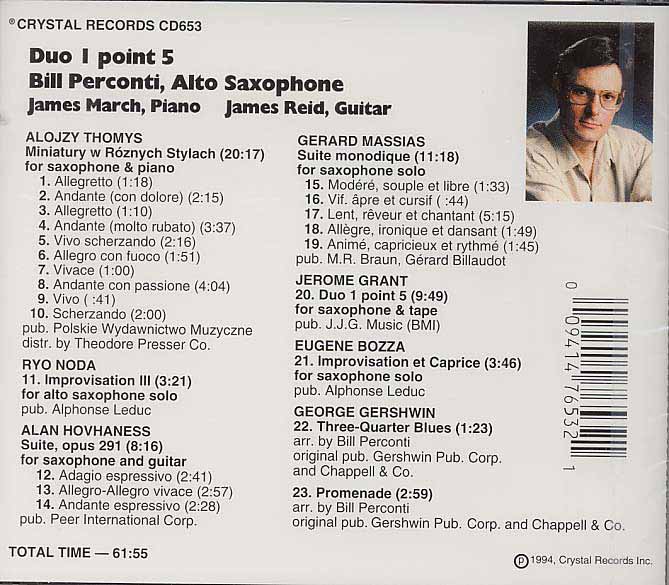 ®CRYSTAL RECORDS CD653
Duo 1 point 5
Bill Perconti, Alto Saxophone
James March, Piano James Reid, Guitar
ALOJZY THOMYS
Miniatury w Róznych Stylach (20:17)
for saxophone & piano
1. Allegretto (1:18)
2. Andante (con dolore) (2:15)
3. Allegretto (1:10)
4. Andante (molto rubato) (3:37)
5. Vivo scherzando (2:16)
6. Allegro con fuoco (1:51)
7. Vivace (1:00)
8. Andante con passione (4:04)
9. Vivo ( :41)
10. Scherzando (2:00)
pub. Polskie Wydawnictwo Muzyczne
distr. by Theodore Presser Co.
RYO NODA
11. Improvisation III (3:21)
for alto saxophone solo
pub. Alphonse Leduc
ALAN HOVHANESS
Suite, opus 291 (8:16)
for saxophone and guitar
12. Adagio espressivo (2:41)
13. Allegro-Allegro vivace (2:57)
14. Andante espressivo (2:28)
pub. Peer International Corp.
TOTAL TIME — 61:55
GERARD MASSIAS
Suite monodique (11:18)
for saxophone solo
15. Modéré, souple et libre (1:33)
16. Vif. âpre et cursif ( :44)
17. Lent, rêveur et chantant (5:15)
18. Allègre, ironique et dansant (1:49)
19. Animé, capricieux et rythmé (1:45)
pub. M.R. Braun, Gérard Billaudot
JEROME GRANT
20. Duo 1 point 5 (9:49)
for saxophone & tape
pub. J.J.G. Music (BMI)
EUGENE BOZZA
21. Improvisation et Caprice (3:46)
for saxophone solo
pub. Alphonse Leduc
GEORGE GERSHWIN
22. Three-Quarter Blues (1:23)
arr. by Bill Perconti
original pub. Gershwin Pub. Corp.
and Chappell & Co.
23. Promenade (2:59)
arr. by Bill Perconti
original pub. Gershwin Pub. Corp. and Chappell & Co.
0 09414 76532 1
℗1994, Crystal Records Inc.